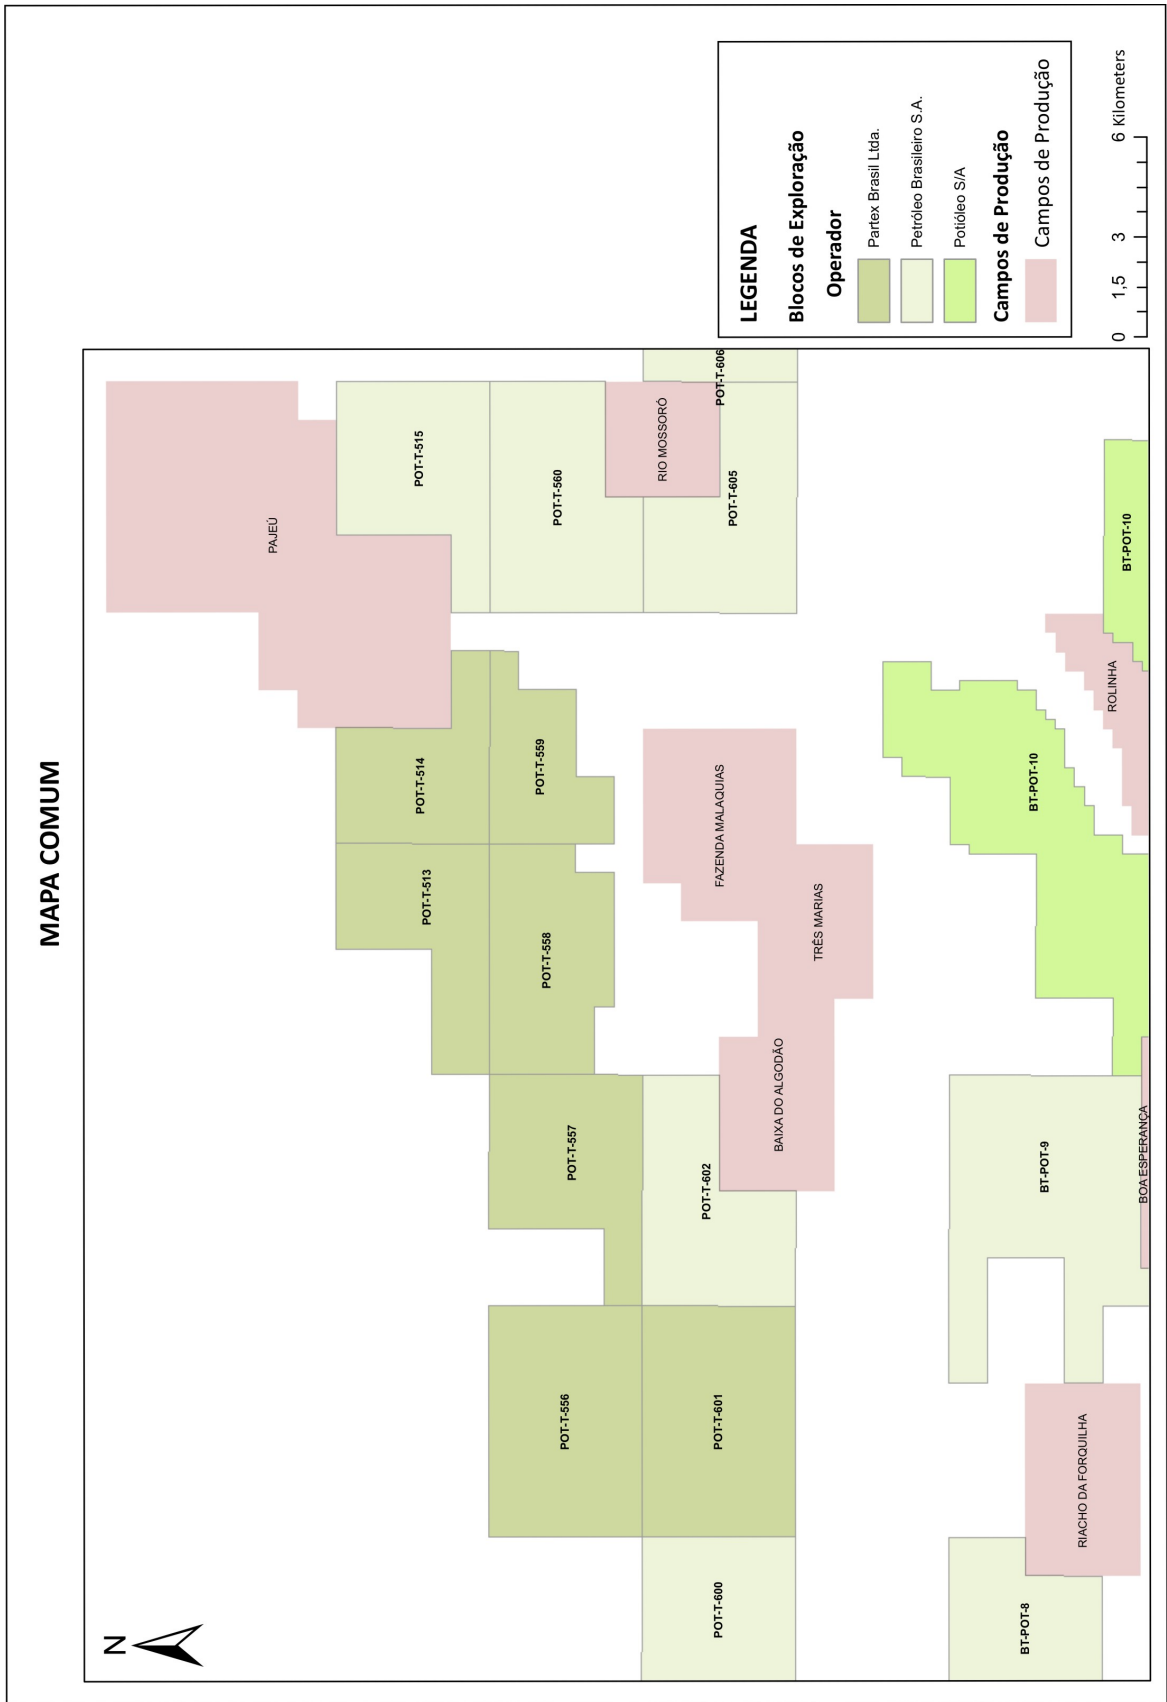 MAPA COMUM
N
PAJEÚ
POT-T-513
POT-T-514
POT-T-515
POT-T-556
POT-T-557
POT-T-558
POT-T-559
POT-T-560
POT-T-600
POT-T-601
POT-T-602
BAIXA DO ALGODÃO
FAZENDA MALAQUIAS
TRÊS MARIAS
RIO MOSSORÓ
POT-T-605
POT-T-606
BT-POT-8
RIACHO DA FORQUILHA
BT-POT-9
BOA ESPERANÇA
BT-POT-10
ROLINHA
BT-POT-10
LEGENDA
Blocos de Exploração
Operador
Partex Brasil Ltda.
Petróleo Brasileiro S.A.
Potióleo S/A
Campos de Produção
Campos de Produção
0 1,5 3 6 Kilometers